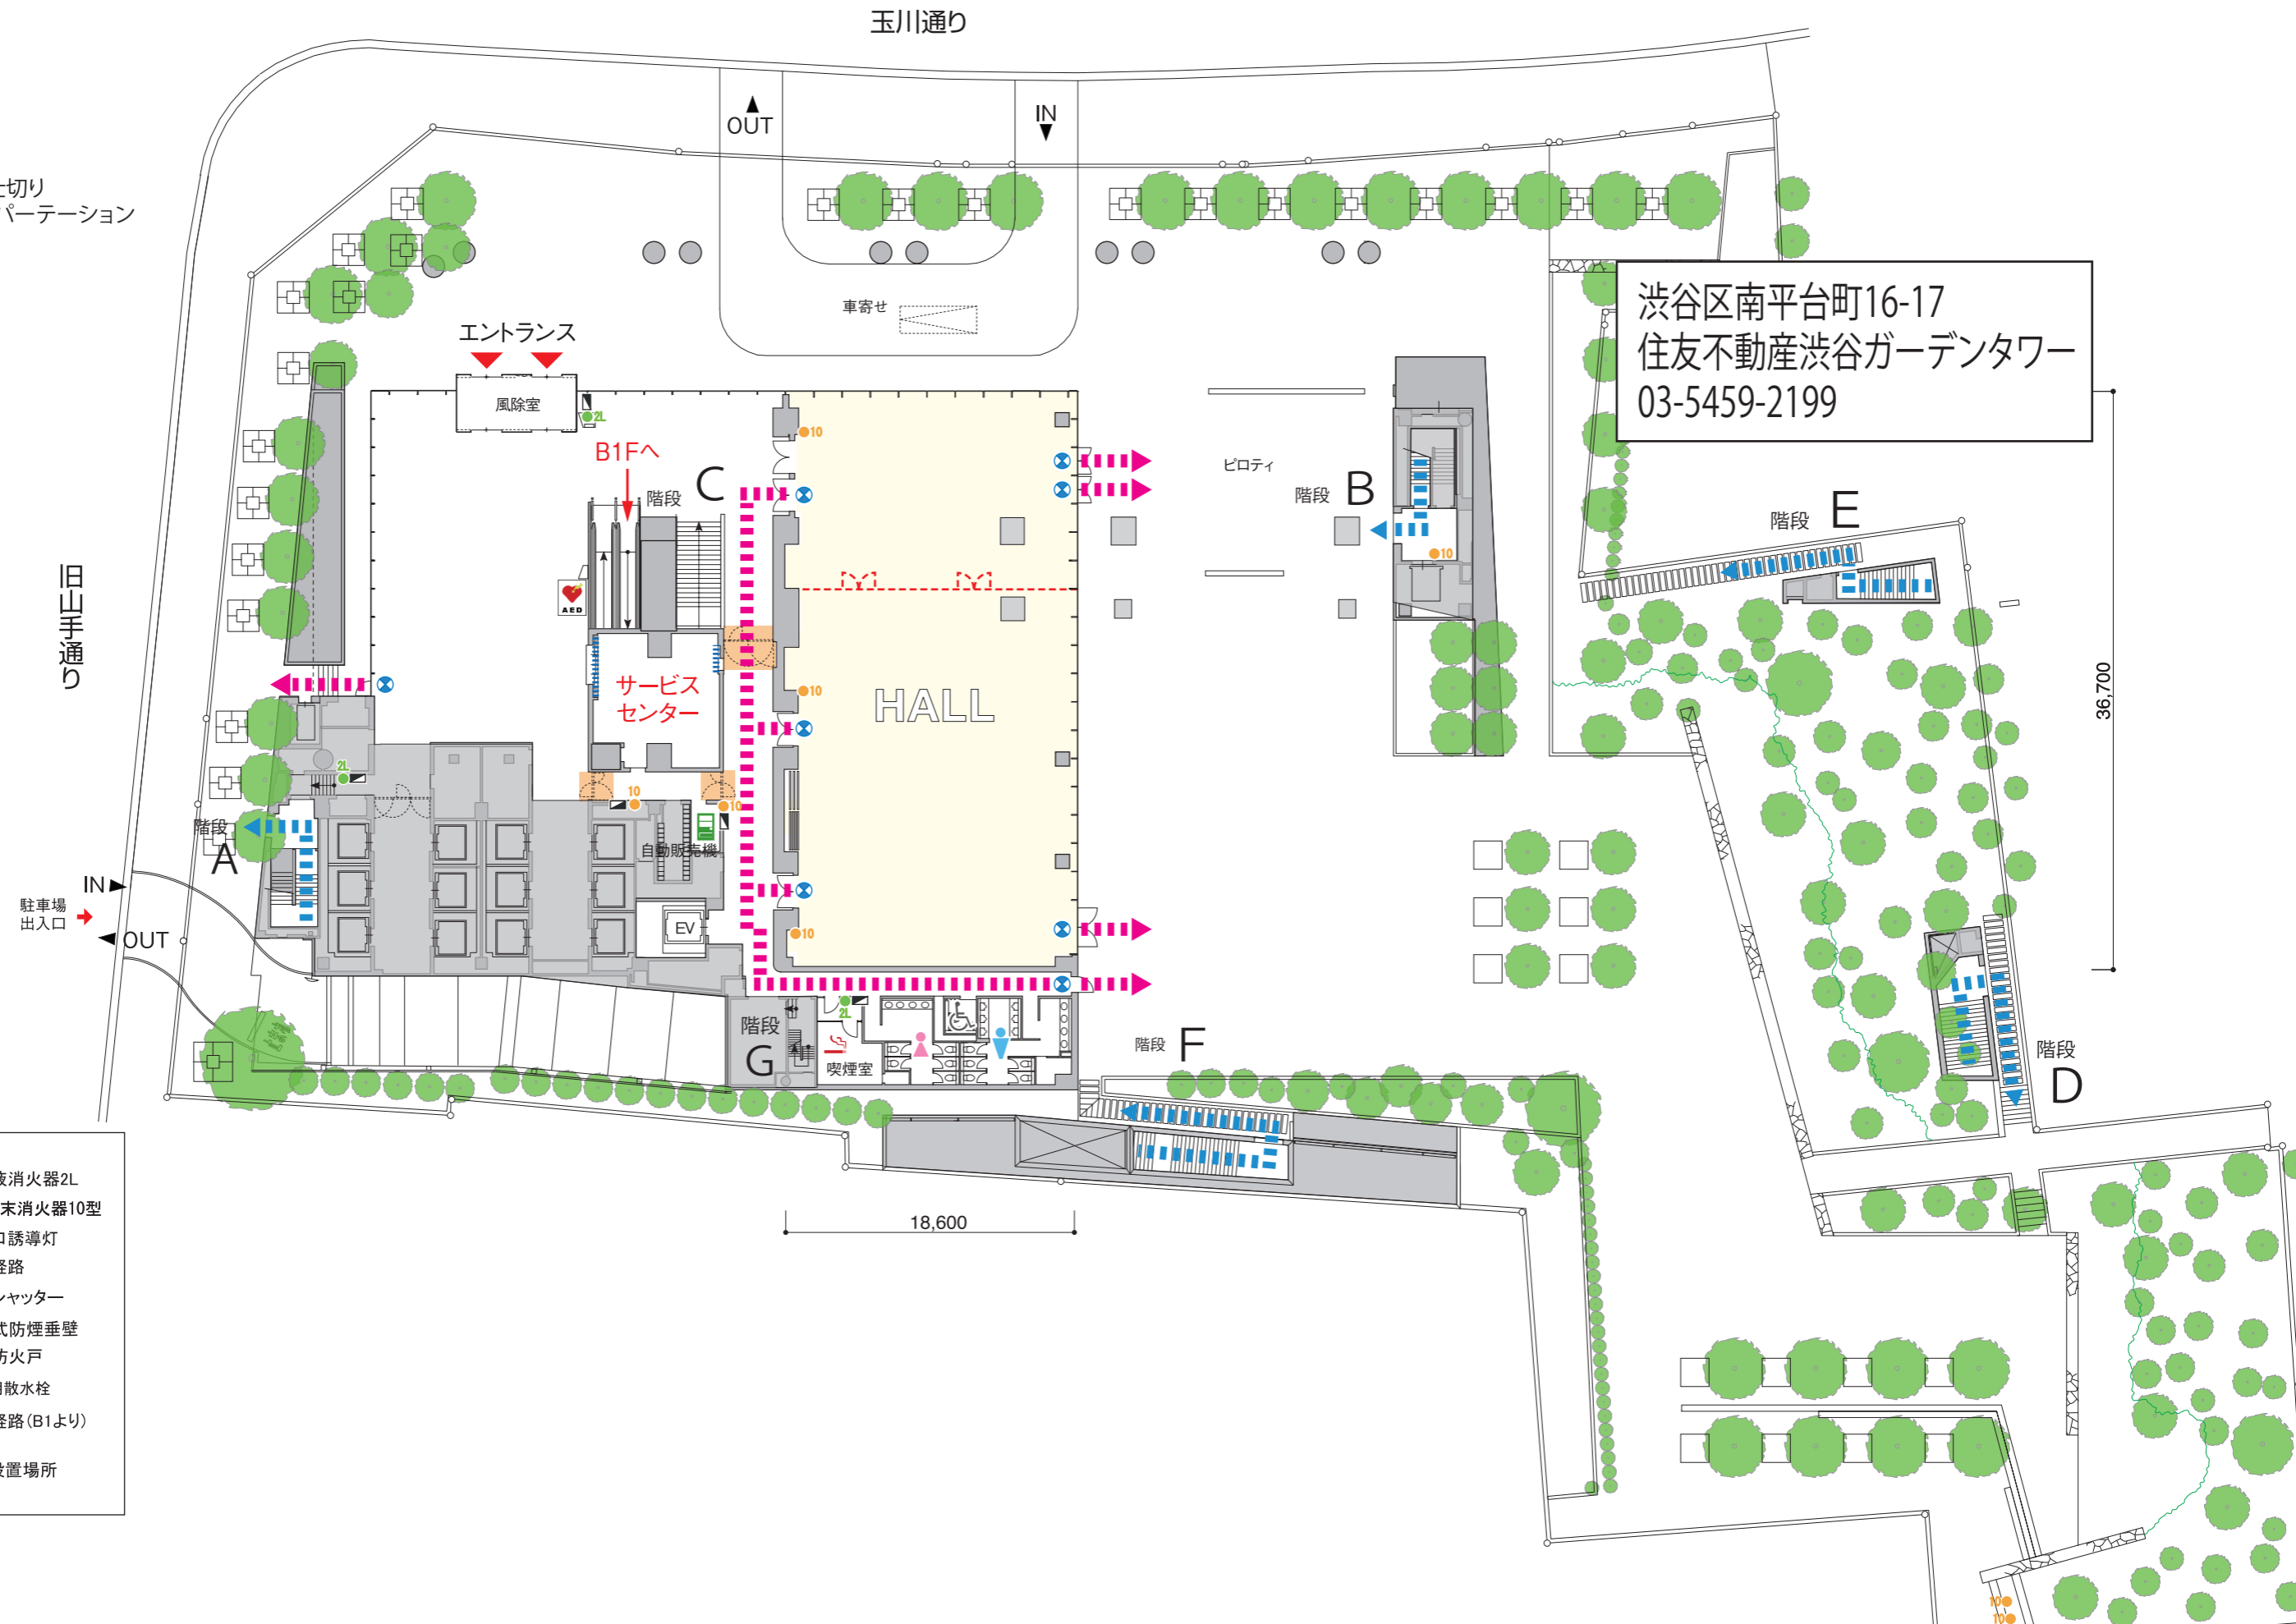 玉川通り
OUT
IN
仕切り
パーテーション
車寄せ
エントランス
風除室
2L
10
渋谷区南平台町16-17
住友不動産渋谷ガーデンタワー
03-5459-2199
B1Fへ
階段 C
ピロティ
階段 B
10
階段 E
AED
旧山手通り
サービス
センター
10
HALL
36,700
2L
10
10
階段
A
自動販売機
IN
駐車場
出入口
OUT
EV
10
2L
階段
G
喫煙室
階段 F
階段
D
18,600
消火器2L
末消火器10型
口誘導灯
経路
シャッター
式防煙垂壁
防火戸
散水栓
経路(B1より)
設置場所
10
10